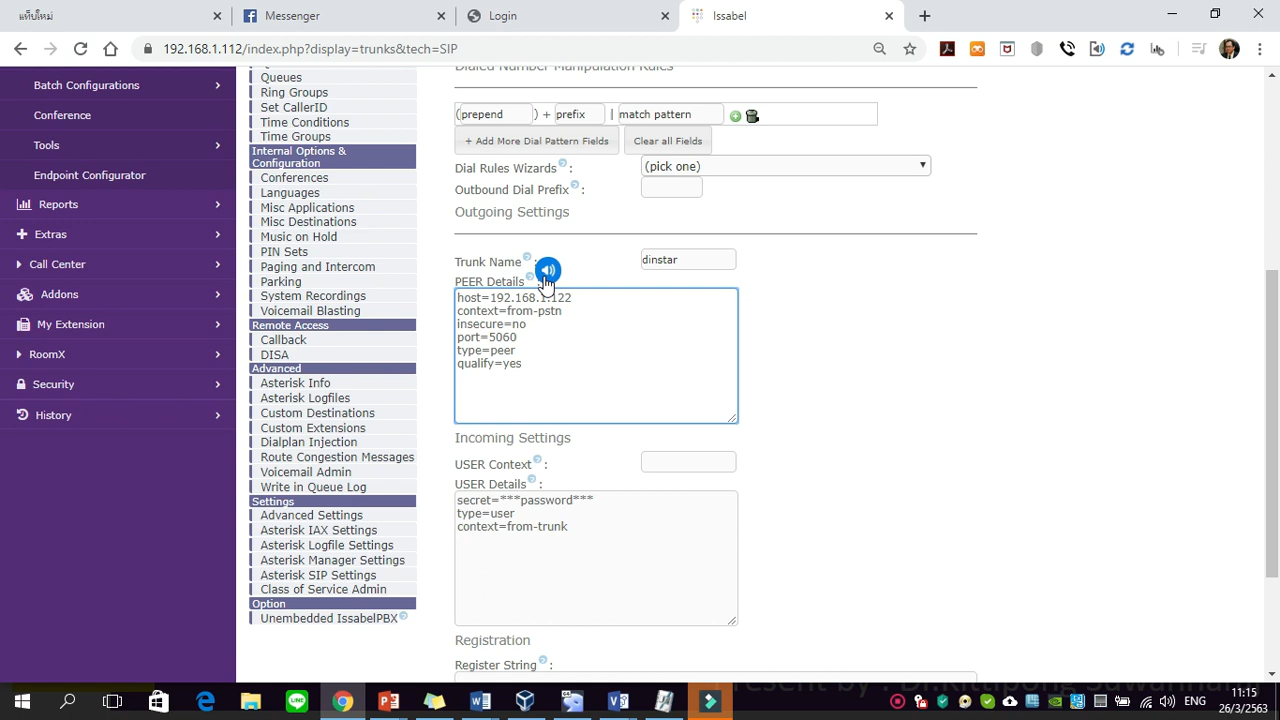 แท็บใหม่
Messenger
Login
Issabel
192.168.1.112/index.php?display=trunks&tech=SIP
Batch Configurations
Conference
Tools
Endpoint Configurator
Reports
Extras
Call Center
Addons
My Extension
RoomX
Security
History
Queues
Ring Groups
Set CallerID
Time Conditions
Time Groups
Internal Options &
Configuration
Conferences
Languages
Misc Applications
Misc Destinations
Music on Hold
PIN Sets
Paging and Intercom
Parking
System Recordings
Voicemail Blasting
Remote Access
Callback
DISA
Advanced
Asterisk Info
Asterisk Logfiles
Custom Destinations
Custom Extensions
Dialplan Injection
Route Congestion Messages
Voicemail Admin
Write in Queue Log
Settings
Advanced Settings
Asterisk IAX Settings
Asterisk Logfile Settings
Asterisk Manager Settings
Asterisk SIP Settings
Class of Service Admin
Option
Unembedded IssabelPBX
Dialed Number Manipulation Rules
(prepend ) + prefix | match pattern
+ Add More Dial Pattern Fields Clear all Fields
Dial Rules Wizards : (pick one)
Outbound Dial Prefix :
Outgoing Settings
Trunk Name : dinstar
PEER Details :
host=192.168.1.122
context=from-pstn
insecure=no
port=5060
type=peer
qualify=yes
Incoming Settings
USER Context :
USER Details :
secret=***password***
type=user
context=from-trunk
Registration
Register String :
ENG
11:15
26/3/2563